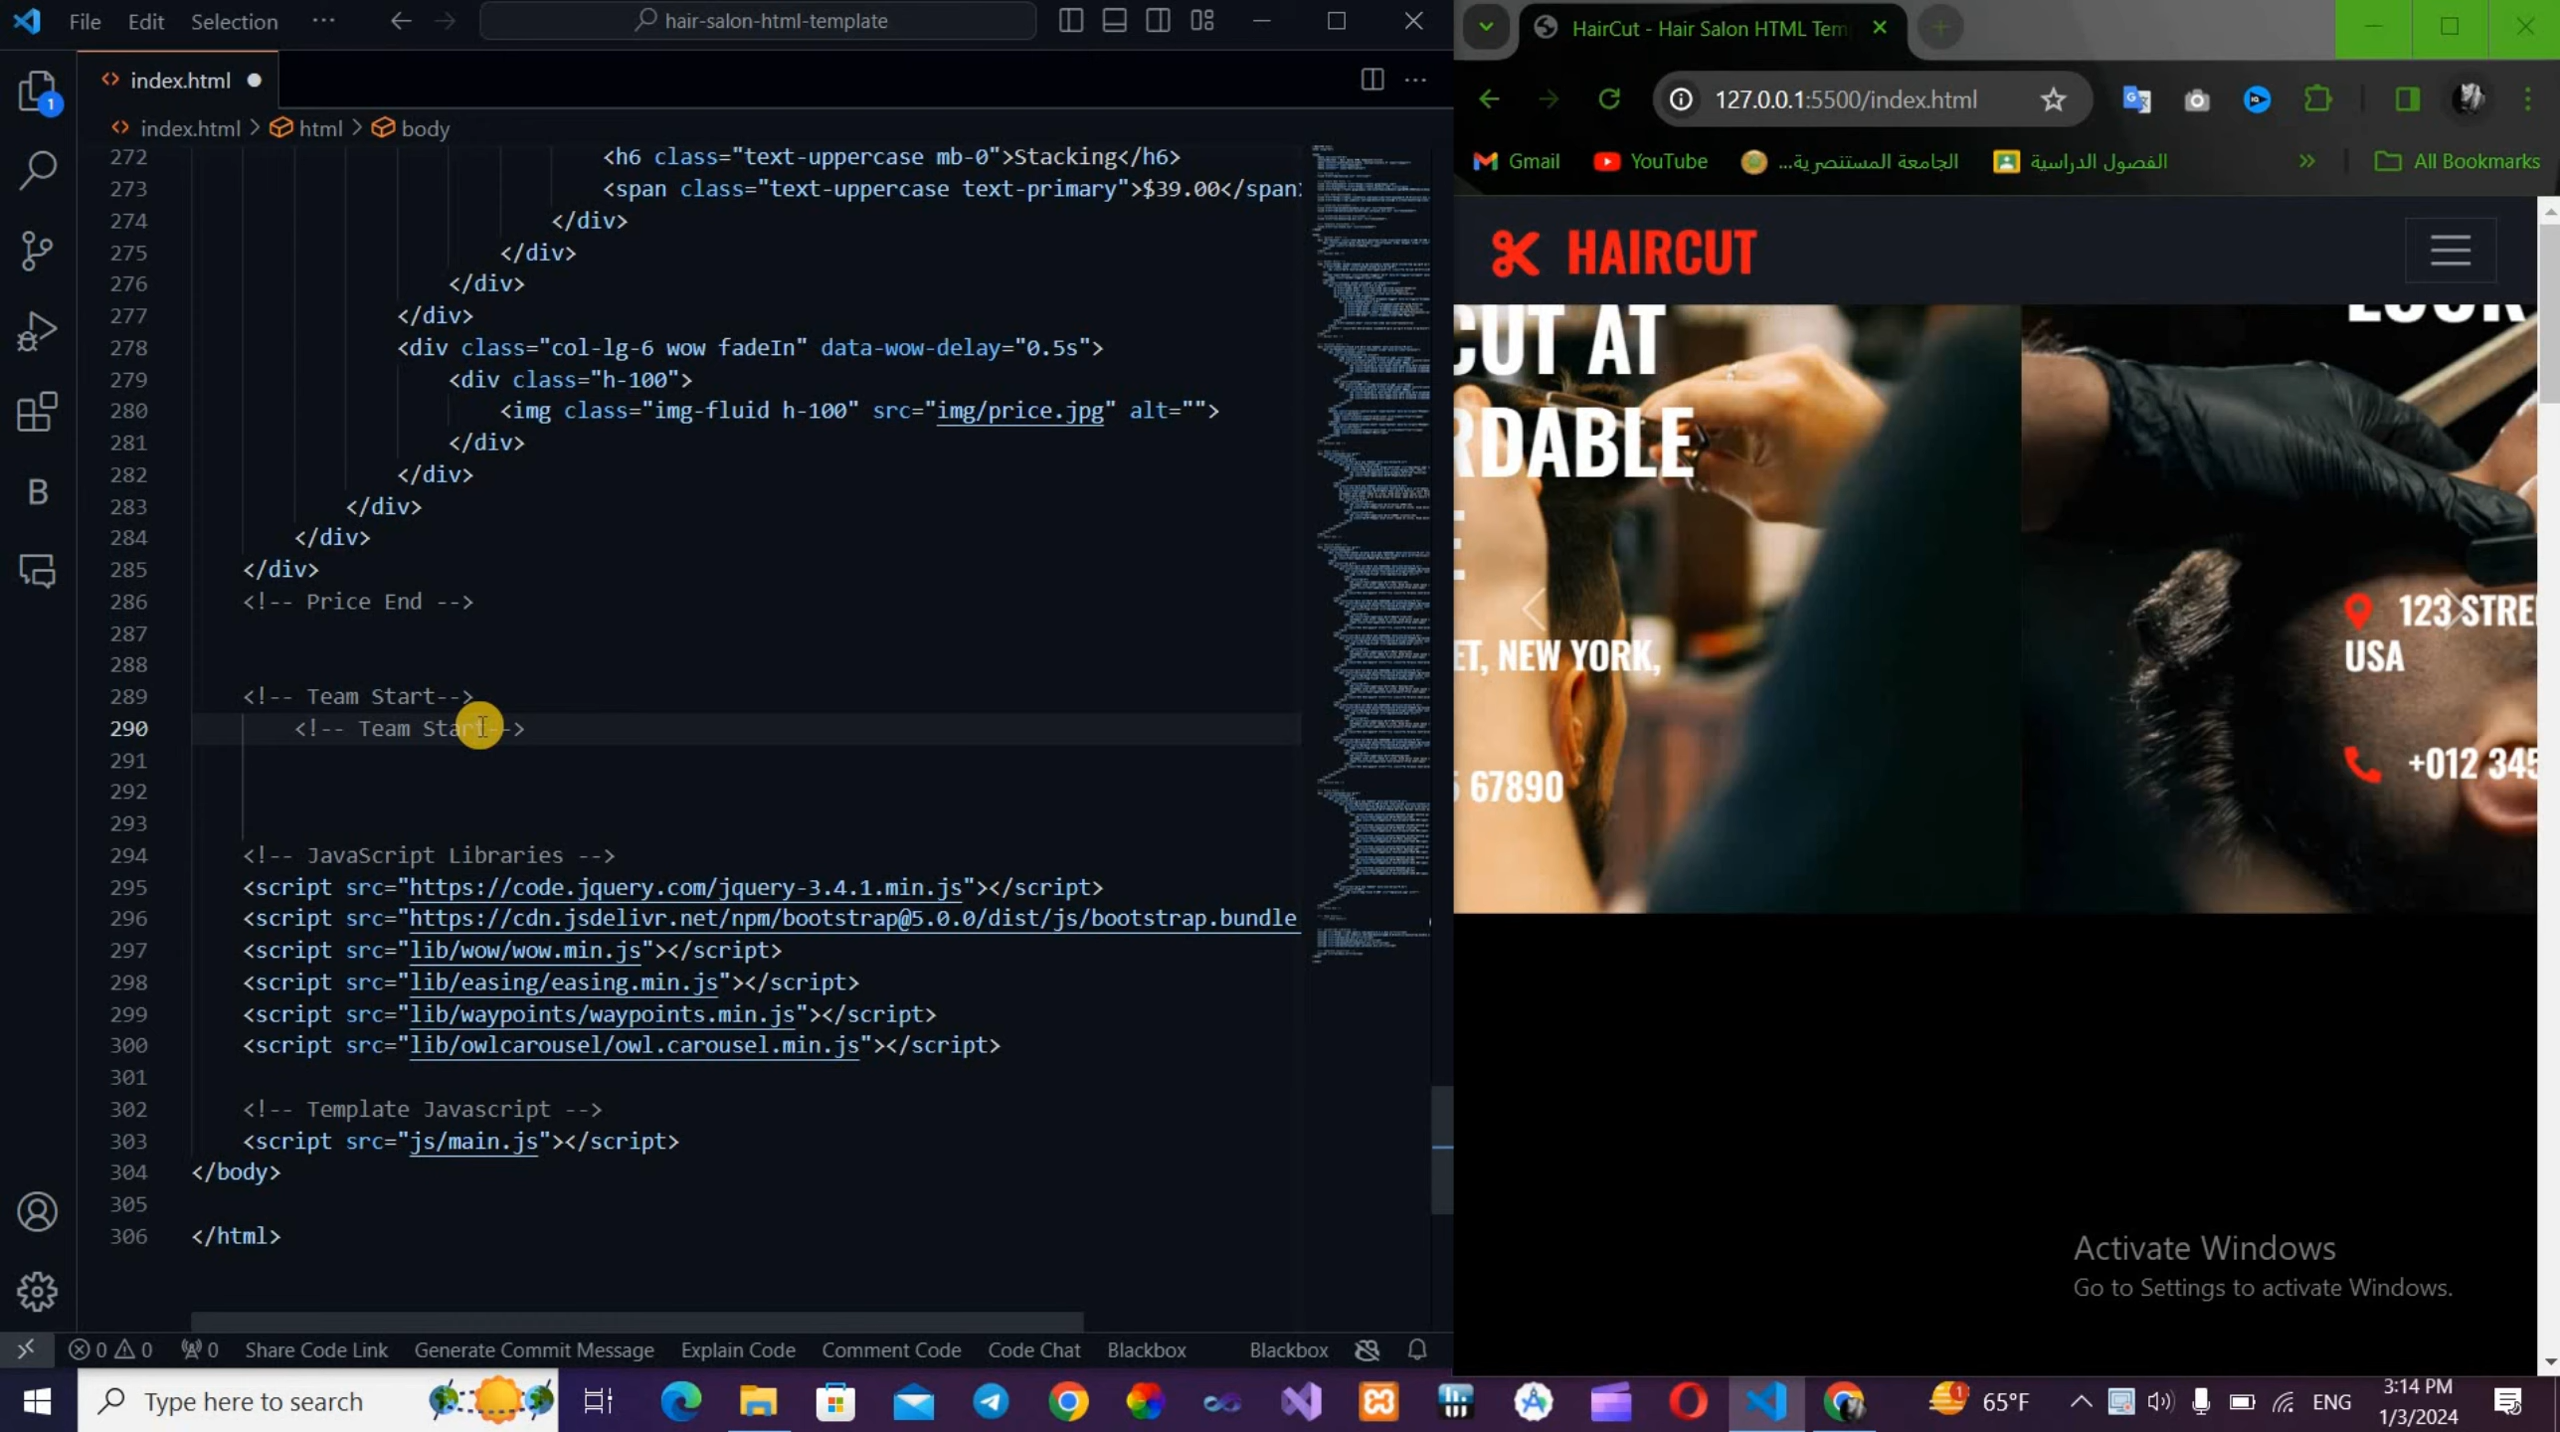 File Edit Selection ··· hair-salon-html-template
index.html
index.html > html > body
272 <h6 class="text-uppercase mb-0">Stacking</h6>
273 <span class="text-uppercase text-primary">$39.00</span>
274 </div>
275 </div>
276 </div>
277 </div>
278 <div class="col-lg-6 wow fadeIn" data-wow-delay="0.5s">
279 <div class="h-100">
280 <img class="img-fluid h-100" src="img/price.jpg" alt="">
281 </div>
282 </div>
283 </div>
284 </div>
285 </div>
286 <!-- Price End -->
287
288
289 <!-- Team Start-->
290 <!-- Team Start-->
291
292
293
294 <!-- JavaScript Libraries -->
295 <script src="https://code.jquery.com/jquery-3.4.1.min.js"></script>
296 <script src="https://cdn.jsdelivr.net/npm/bootstrap@5.0.0/dist/js/bootstrap.bundle
297 <script src="lib/wow/wow.min.js"></script>
298 <script src="lib/easing/easing.min.js"></script>
299 <script src="lib/waypoints/waypoints.min.js"></script>
300 <script src="lib/owlcarousel/owl.carousel.min.js"></script>
301
302 <!-- Template Javascript -->
303 <script src="js/main.js"></script>
304 </body>
305
306 </html>
1
B
0 0 0 Share Code Link Generate Commit Message Explain Code Comment Code Code Chat Blackbox Blackbox
HairCut - Hair Salon HTML Tem
127.0.0.1:5500/index.html
Gmail YouTube الجامعة المستنصرية... الفصول الدراسية » All Bookmarks
HAIRCUT
CUT AT
RDABLE
E
ET, NEW YORK,
67890
LOOK
123 STREE
USA
+012 345
Activate Windows
Go to Settings to activate Windows.
Type here to search
1 65°F ENG
3:14 PM
1/3/2024